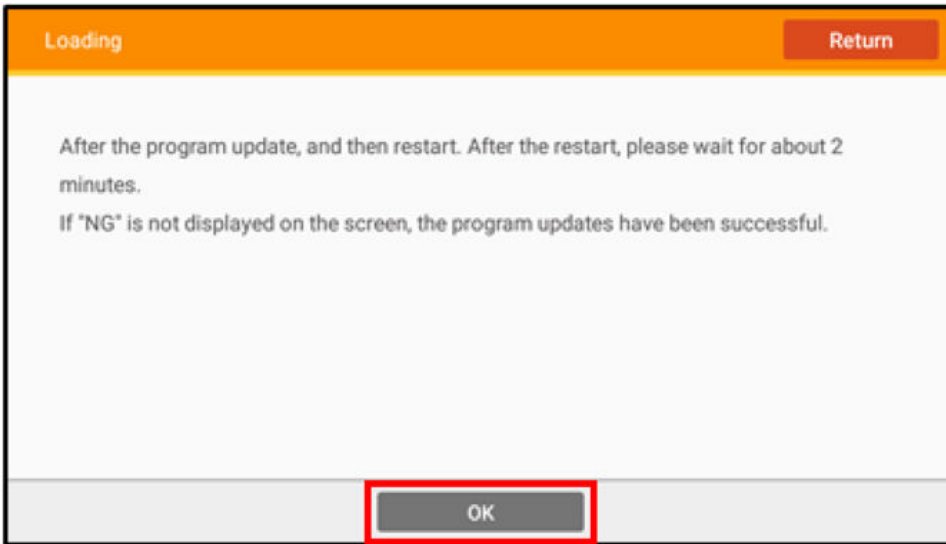 Loading
Return
After the program update, and then restart. After the restart, please wait for about 2
minutes.
If "NG" is not displayed on the screen, the program updates have been successful.
OK